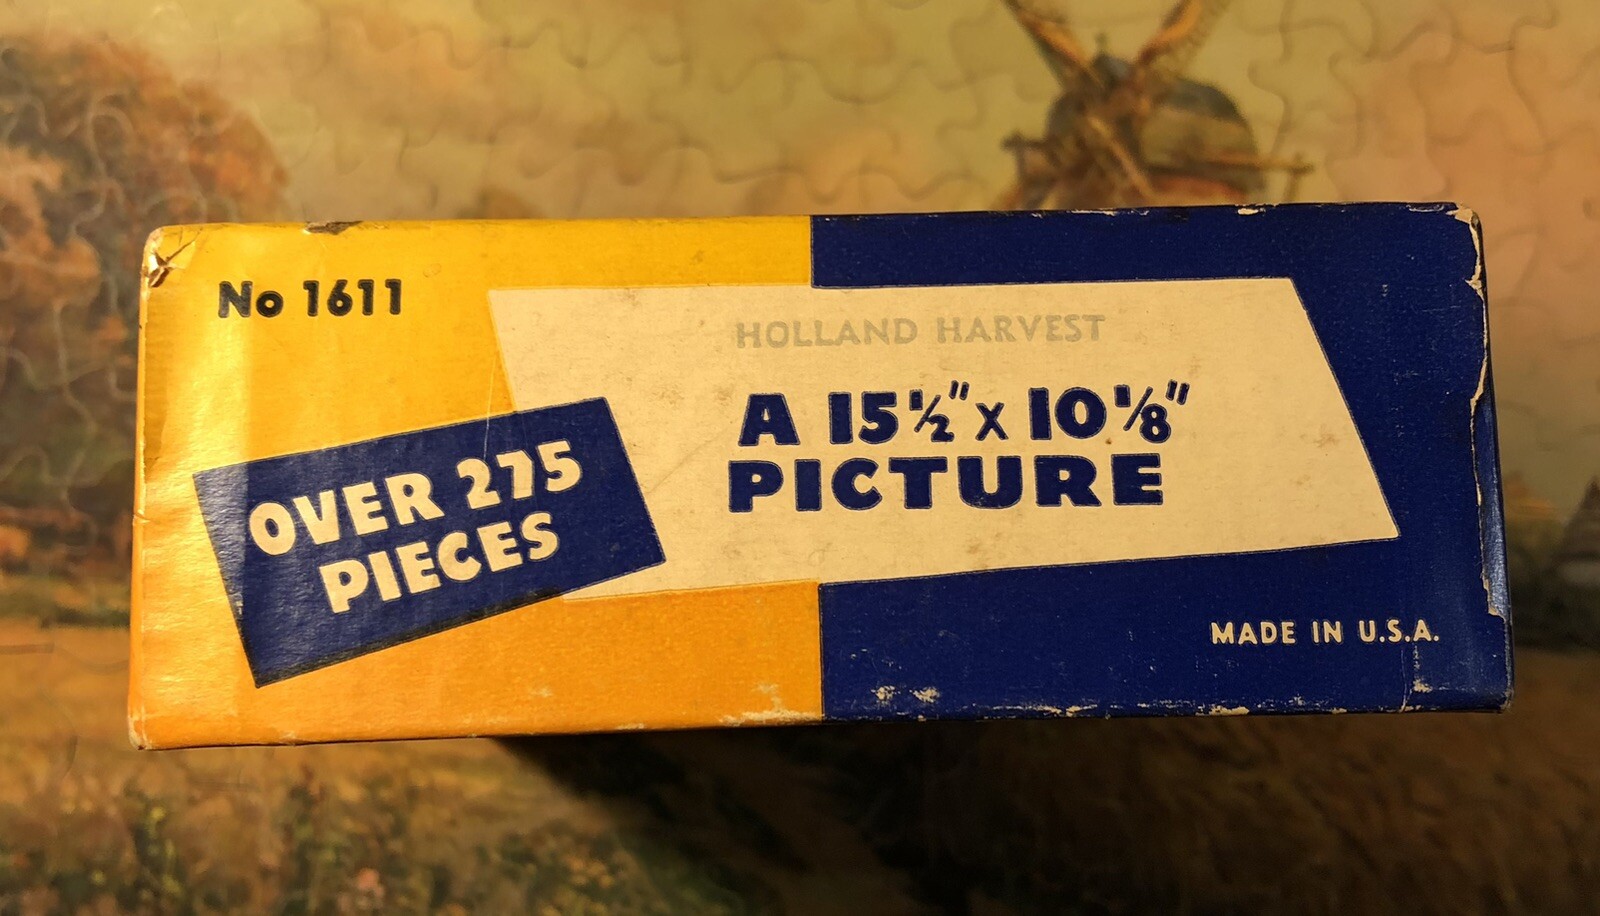 No 1611
HOLLAND HARVEST
A 15½" x 10⅛"
PICTURE
OVER 275
PIECES
MADE IN U.S.A.